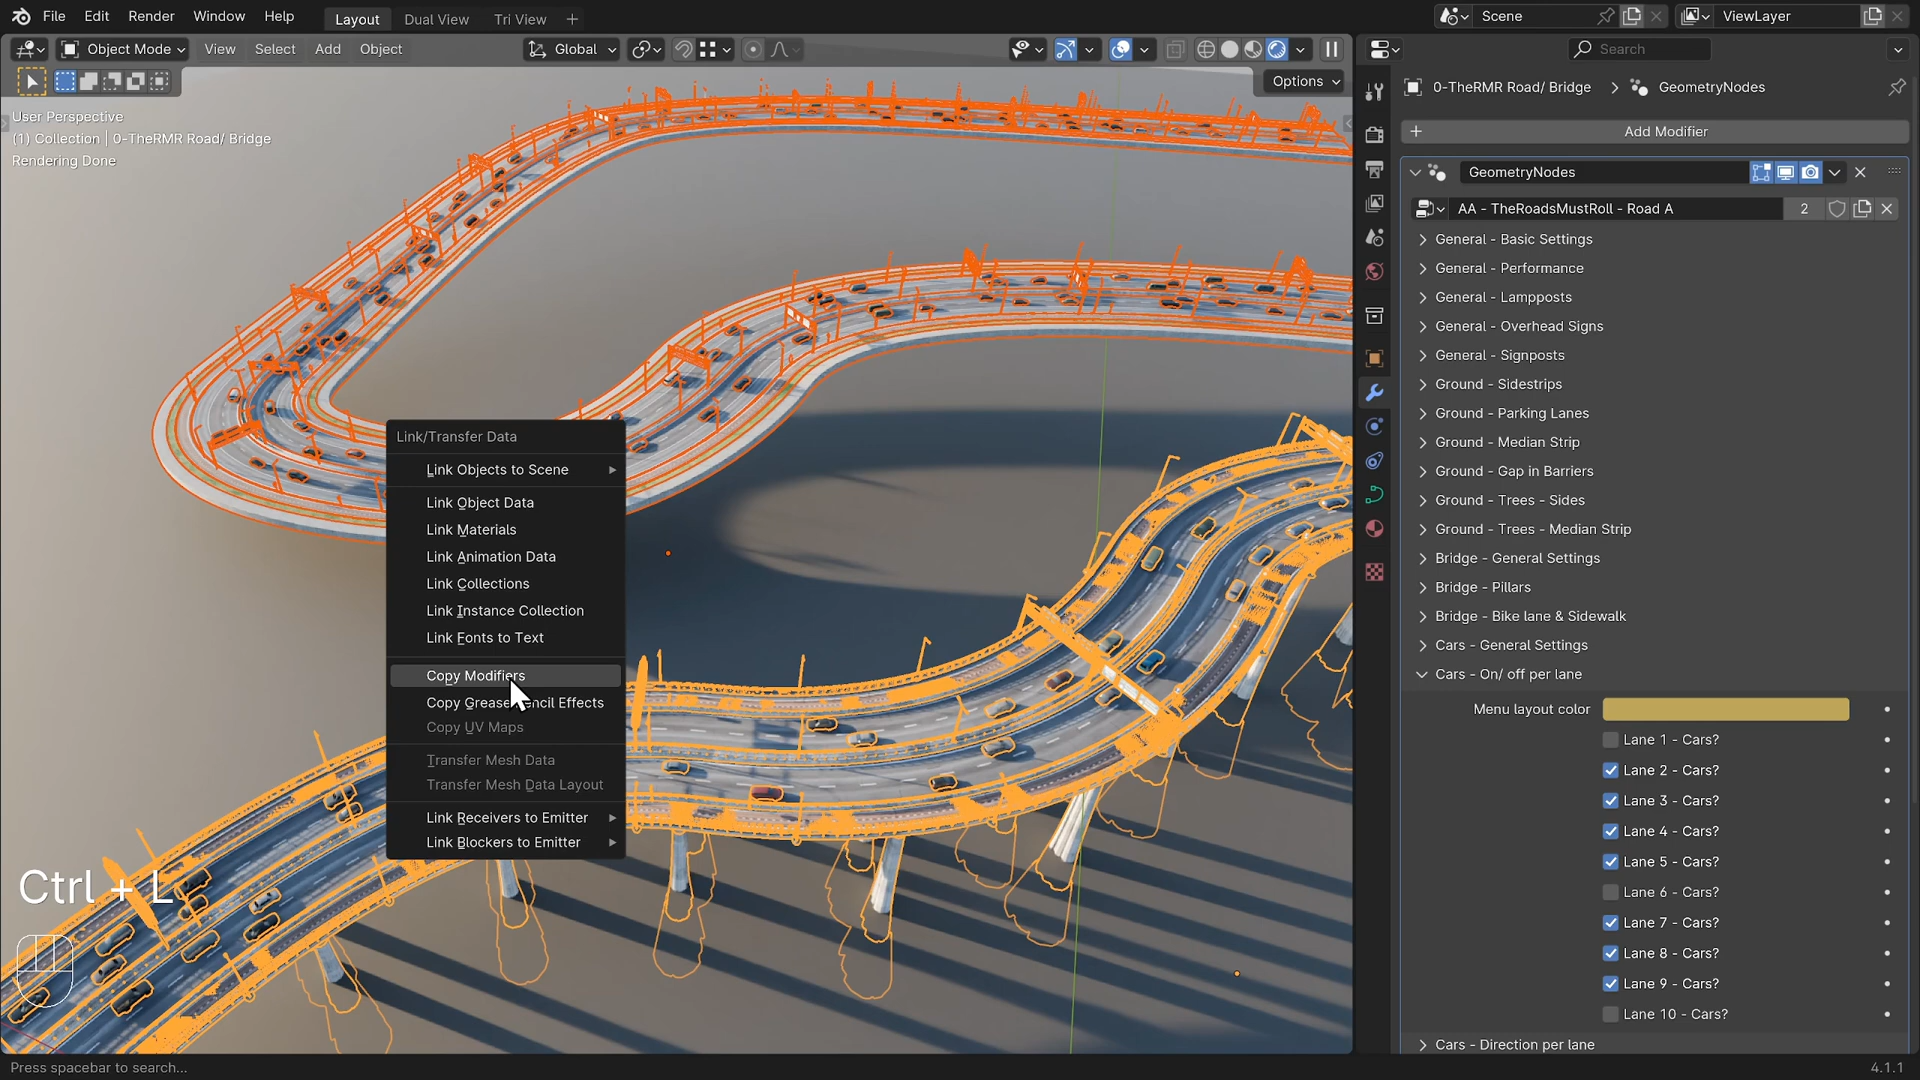 File Edit Render Window Help Layout Dual View Tri View + Scene ViewLayer
Object Mode View Select Add Object Global Search
Options
User Perspective
(1) Collection | 0-TheRMR Road/ Bridge
Rendering Done
0-TheRMR Road/ Bridge > GeometryNodes
+ Add Modifier
GeometryNodes
AA - TheRoadsMustRoll - Road A 2
General - Basic Settings
General - Performance
General - Lampposts
General - Overhead Signs
General - Signposts
Ground - Sidestrips
Ground - Parking Lanes
Ground - Median Strip
Ground - Gap in Barriers
Ground - Trees - Sides
Ground - Trees - Median Strip
Bridge - General Settings
Bridge - Pillars
Bridge - Bike lane & Sidewalk
Cars - General Settings
Cars - On/ off per lane
Menu layout color
Lane 1 - Cars?
Lane 2 - Cars?
Lane 3 - Cars?
Lane 4 - Cars?
Lane 5 - Cars?
Lane 6 - Cars?
Lane 7 - Cars?
Lane 8 - Cars?
Lane 9 - Cars?
Lane 10 - Cars?
Cars - Direction per lane
Link/Transfer Data
Link Objects to Scene
Link Object Data
Link Materials
Link Animation Data
Link Collections
Link Instance Collection
Link Fonts to Text
Copy Modifiers
Copy Grease Pencil Effects
Copy UV Maps
Transfer Mesh Data
Transfer Mesh Data Layout
Link Receivers to Emitter
Link Blockers to Emitter
Ctrl + L
Press spacebar to search...
4.1.1